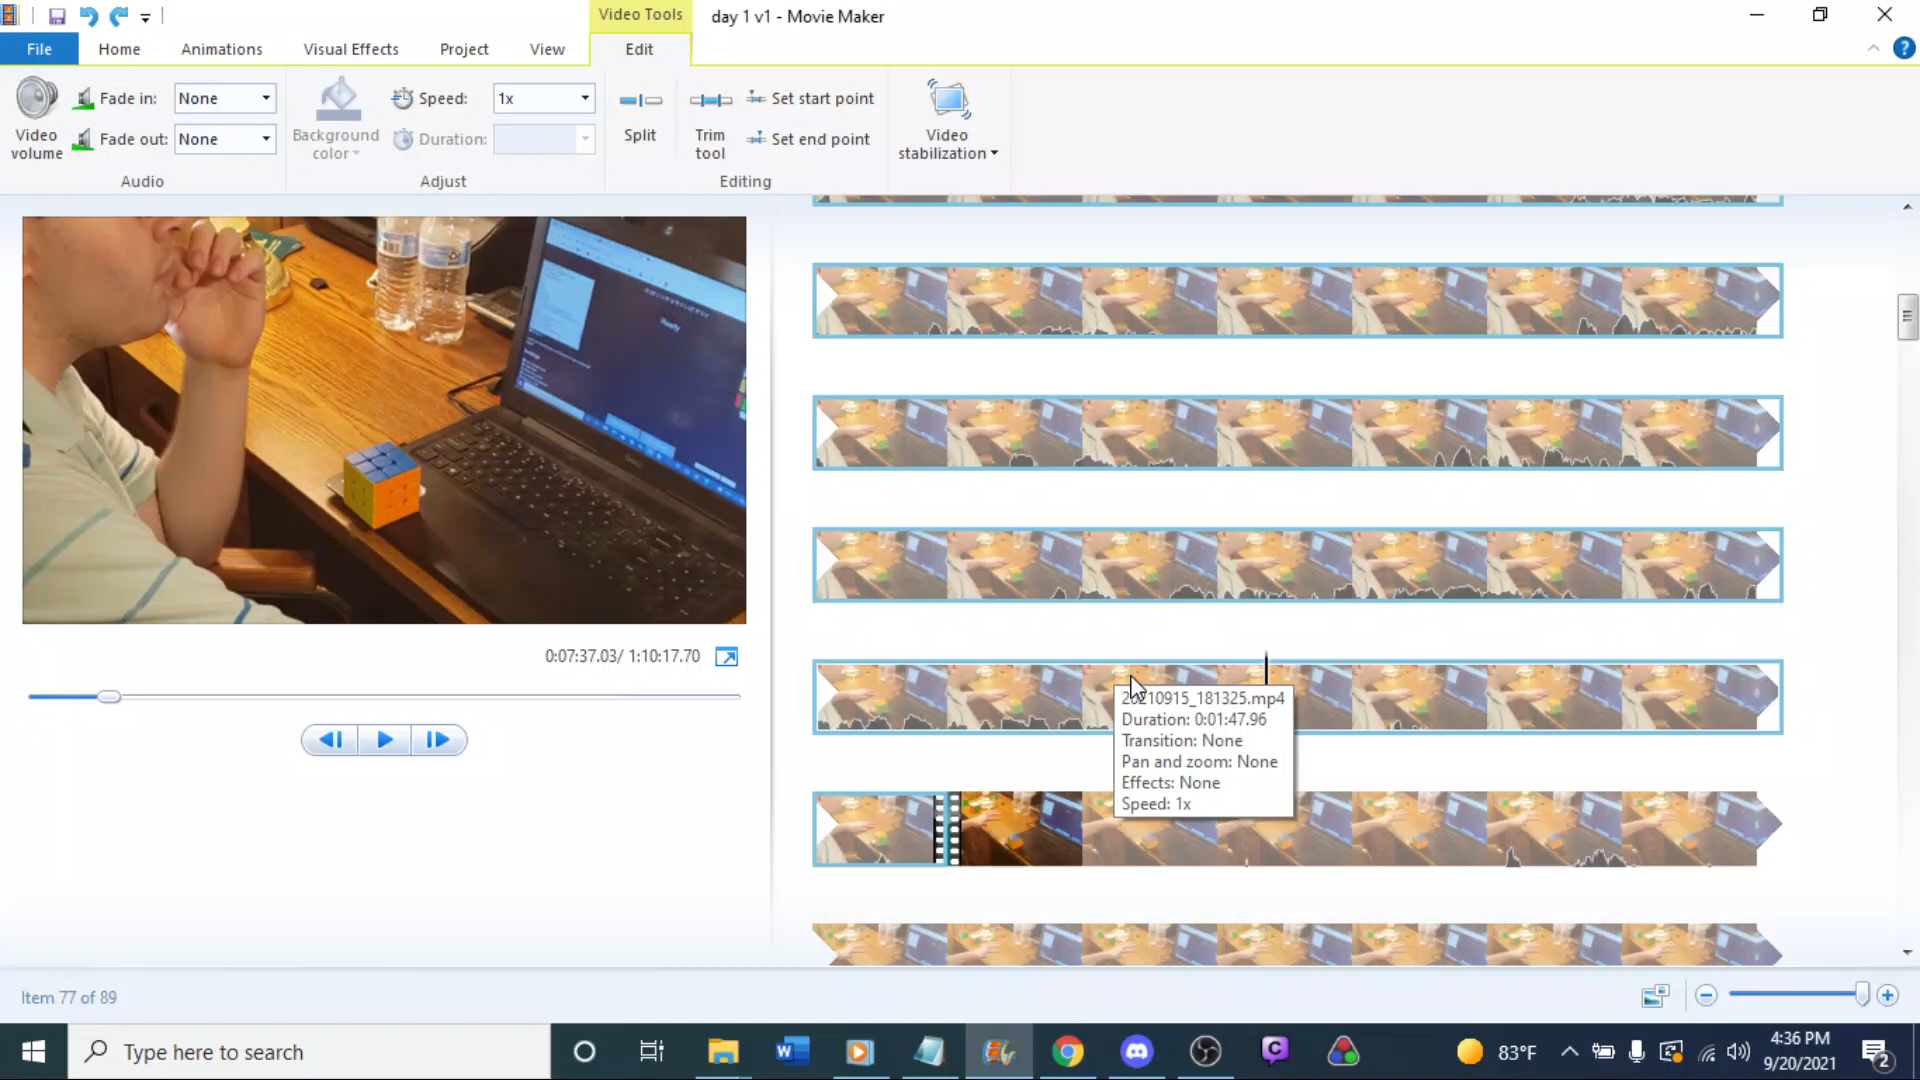 Video Tools
day 1 v1 - Movie Maker
File
Home
Animations
Visual Effects
Project
View
Edit
Video volume
Fade in:
None
Fade out:
None
Audio
Background color
Speed:
1x
Duration:
Adjust
Split
Trim tool
Set start point
Set end point
Editing
Video stabilization
Ready
0:07:37.03/ 1:10:17.70
20210915_181325.mp4
Duration: 0:01:47.96
Transition: None
Pan and zoom: None
Effects: None
Speed: 1x
Item 77 of 89
Type here to search
83°F
4:36 PM
9/20/2021
2